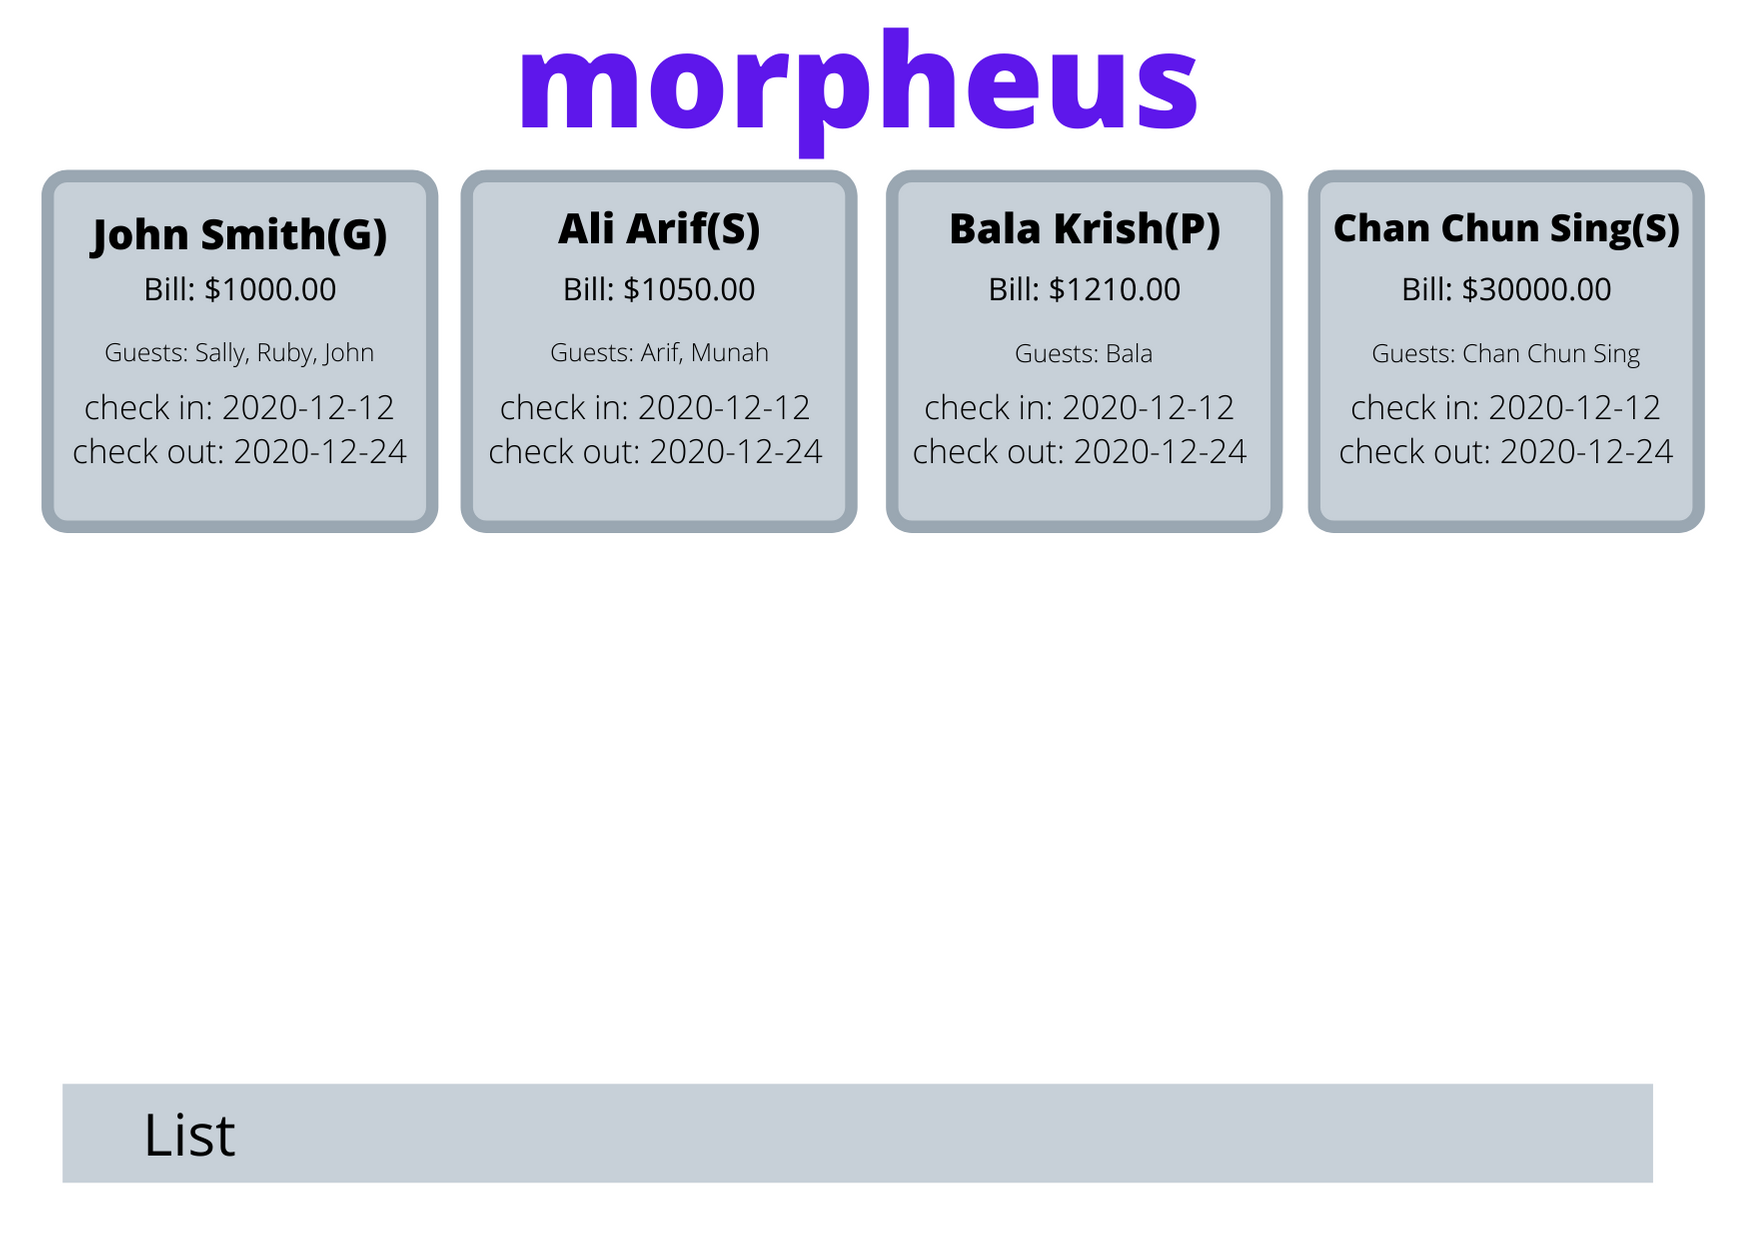 morpheus
John Smith(G)
Bill: $1000.00
Guests: Sally, Ruby, John
check in: 2020-12-12
check out: 2020-12-24
Ali Arif(S)
Bill: $1050.00
Guests: Arif, Munah
check in: 2020-12-12
check out: 2020-12-24
Bala Krish(P)
Bill: $1210.00
Guests: Bala
check in: 2020-12-12
check out: 2020-12-24
Chan Chun Sing(S)
Bill: $30000.00
Guests: Chan Chun Sing
check in: 2020-12-12
check out: 2020-12-24
List